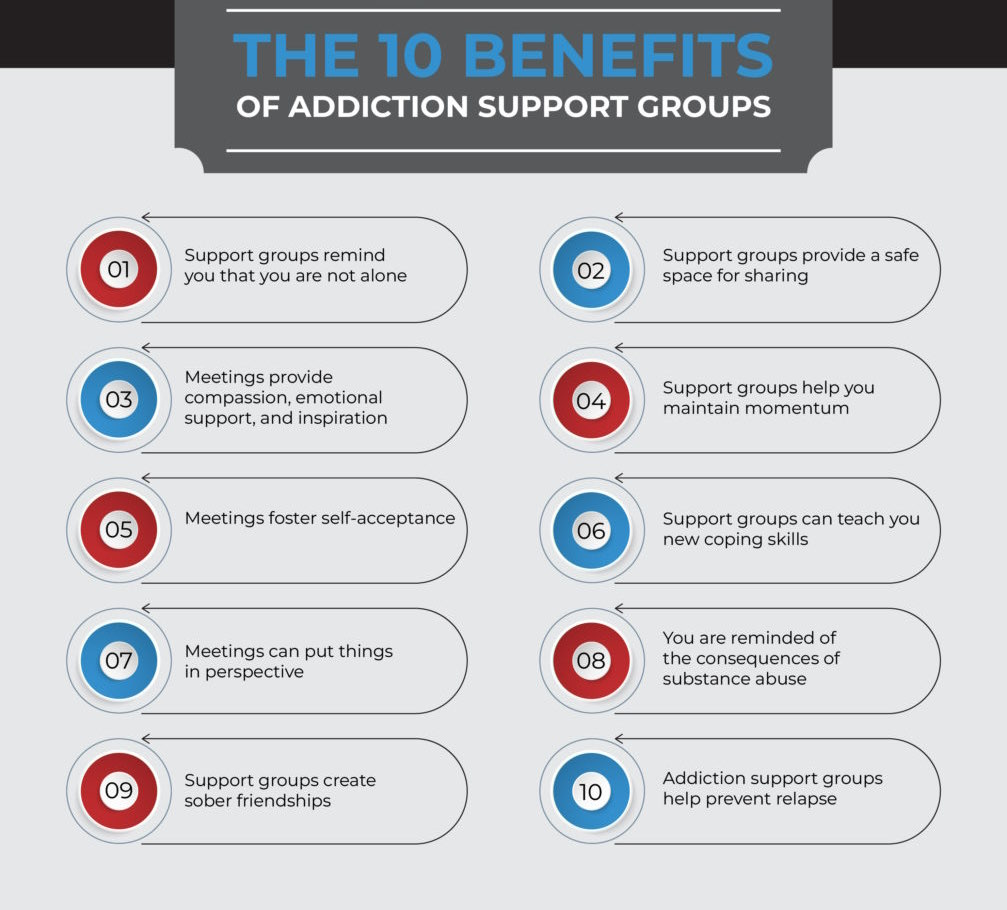 THE 10 BENEFITS
OF ADDICTION SUPPORT GROUPS
01
Support groups remind
you that you are not alone
02
Support groups provide a safe
space for sharing
03
Meetings provide
compassion, emotional
support, and inspiration
04
Support groups help you
maintain momentum
05
Meetings foster self-acceptance
06
Support groups can teach you
new coping skills
07
Meetings can put things
in perspective
08
You are reminded of
the consequences of
substance abuse
09
Support groups create
sober friendships
10
Addiction support groups
help prevent relapse